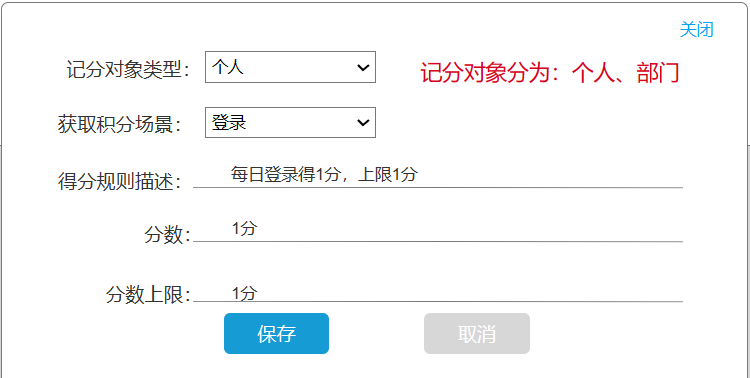 关闭
记分对象类型： 个人 记分对象分为：个人、部门
获取积分场景： 登录
得分规则描述： 每日登录得1分，上限1分
分数： 1分
分数上限： 1分
保存 取消